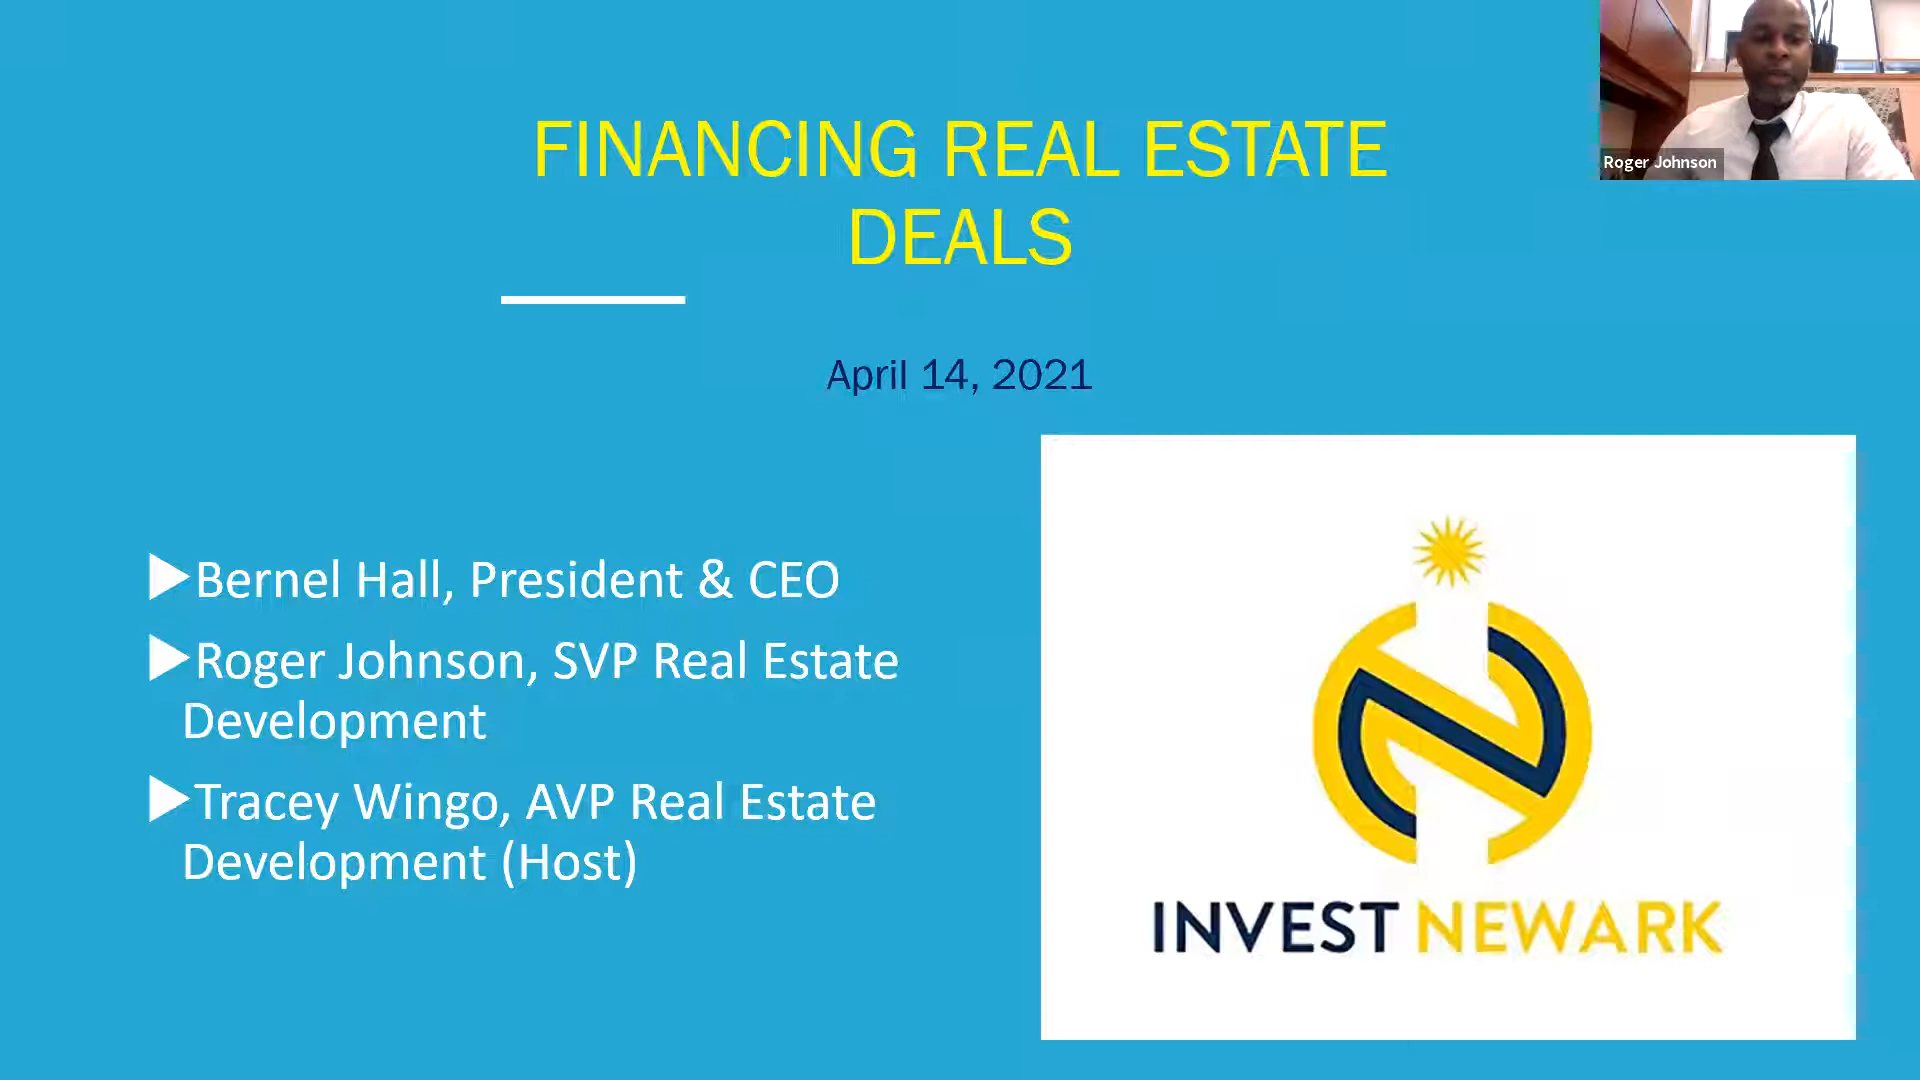 FINANCING REAL ESTATE
DEALS
Roger Johnson
April 14, 2021
Bernel Hall, President & CEO
Roger Johnson, SVP Real Estate
Development
Tracey Wingo, AVP Real Estate
Development (Host)
INVEST NEWARK